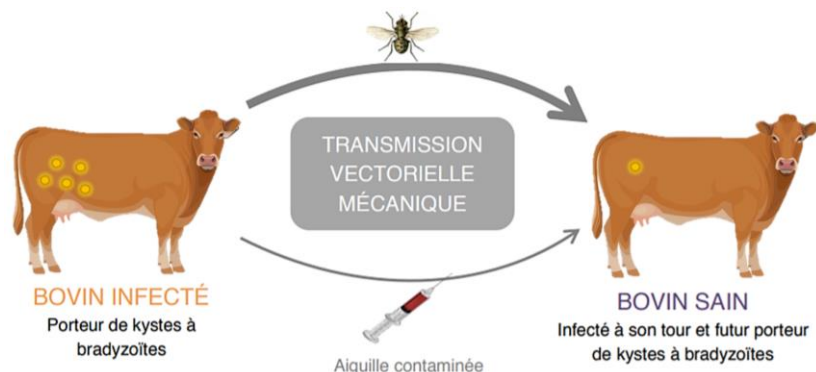 TRANSMISSION
VECTORIELLE
MÉCANIQUE
BOVIN INFECTÉ
Porteur de kystes à
bradyzoïtes
Aiguille contaminée
BOVIN SAIN
Infecté à son tour et futur porteur
de kystes à bradyzoïtes